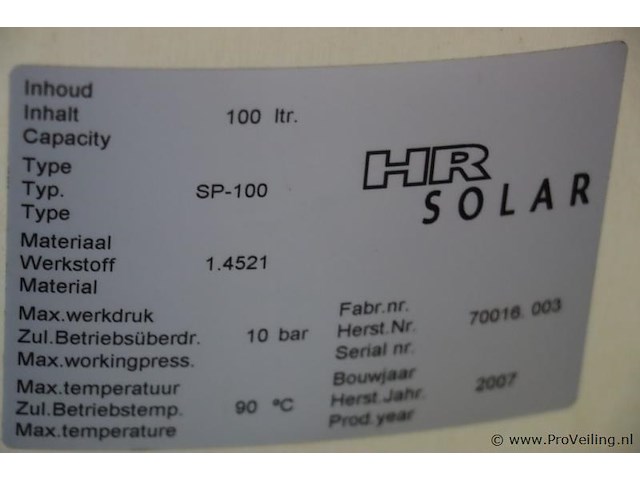 Inhoud
Inhalt 100 ltr.
Capacity
Type
Typ. SP-100
Type
Materiaal
Werkstoff 1.4521
Material
Max.werkdruk
Zul.Betriebsüberdr. 10 bar
Max.workingpress.
Max.temperatuur
Zul.Betriebstemp. 90 ºC
Max.temperature
HR
SOLAR
Fabr.nr.
Herst.Nr. 70016. 003
Serial nr.
Bouwjaar
Herst.Jahr. 2007
Prod.year
© www.ProVeiling.nl